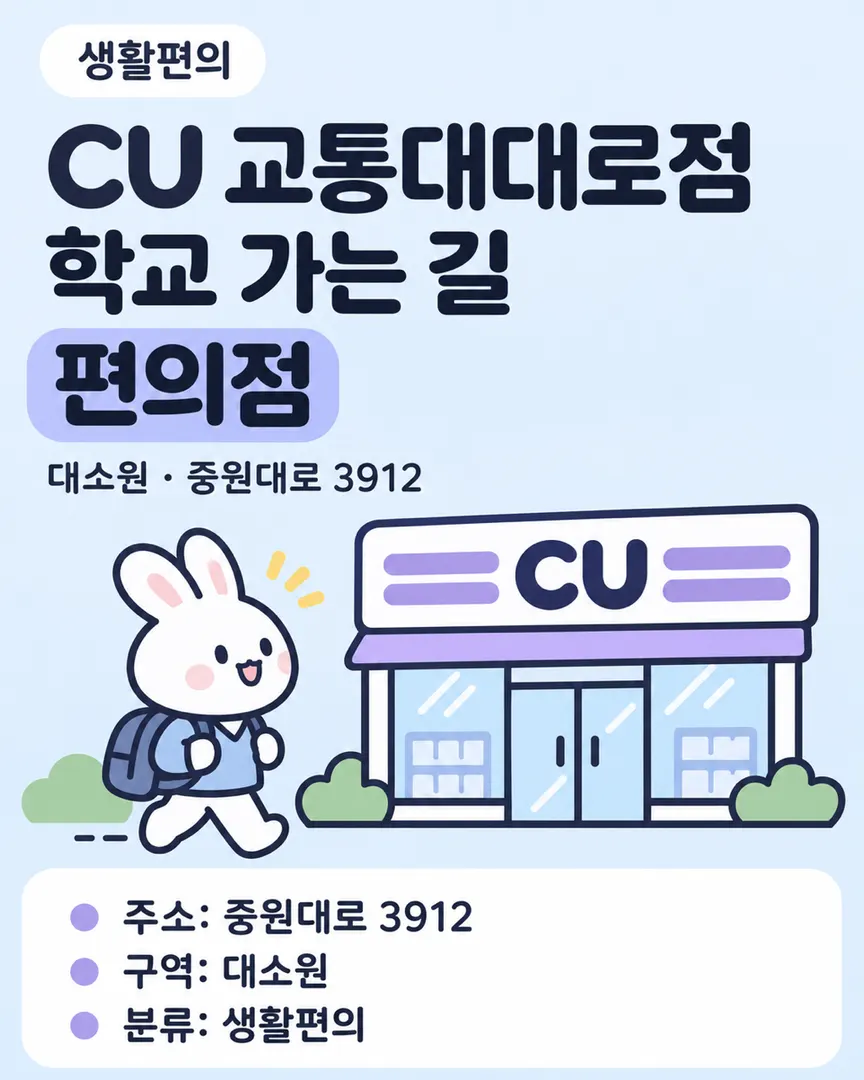 생활편의
CU 교통대대로점
학교 가는 길
편의점
대소원 · 중원대로 3912
CU
주소: 중원대로 3912
구역: 대소원
분류: 생활편의